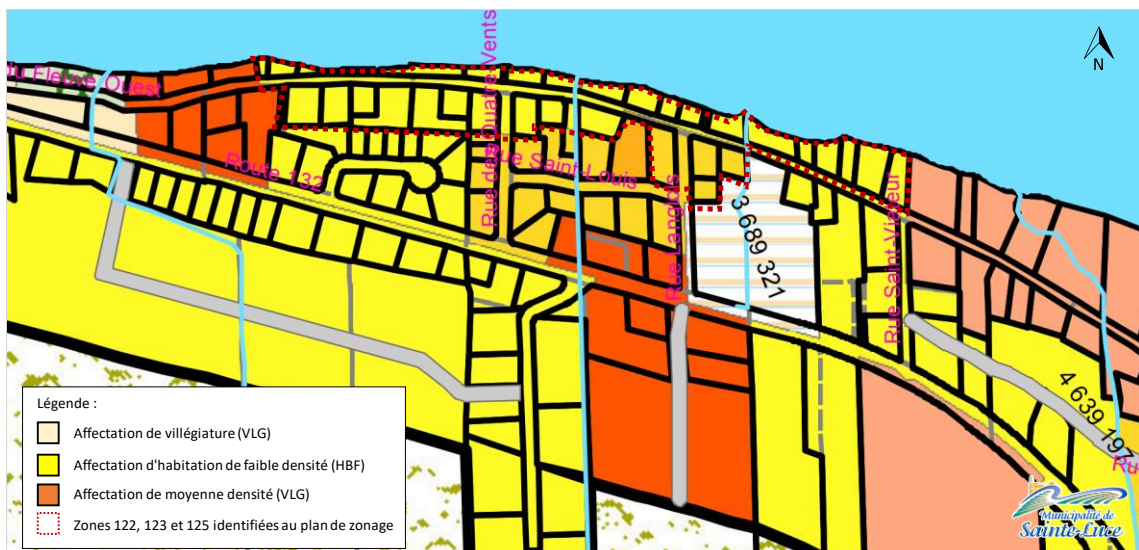 N
du Fleuve Ouest
Rue des Quatre-Vents
Route 132
Rue Saint-Louis
Rue Langlois
3 689 321
Rue Saint-Viateur
4 639 197
Ru
Légende :
Affectation de villégiature (VLG)
Affectation d'habitation de faible densité (HBF)
Affectation de moyenne densité (VLG)
Zones 122, 123 et 125 identifiées au plan de zonage
Municipalité de
Sainte-Luce